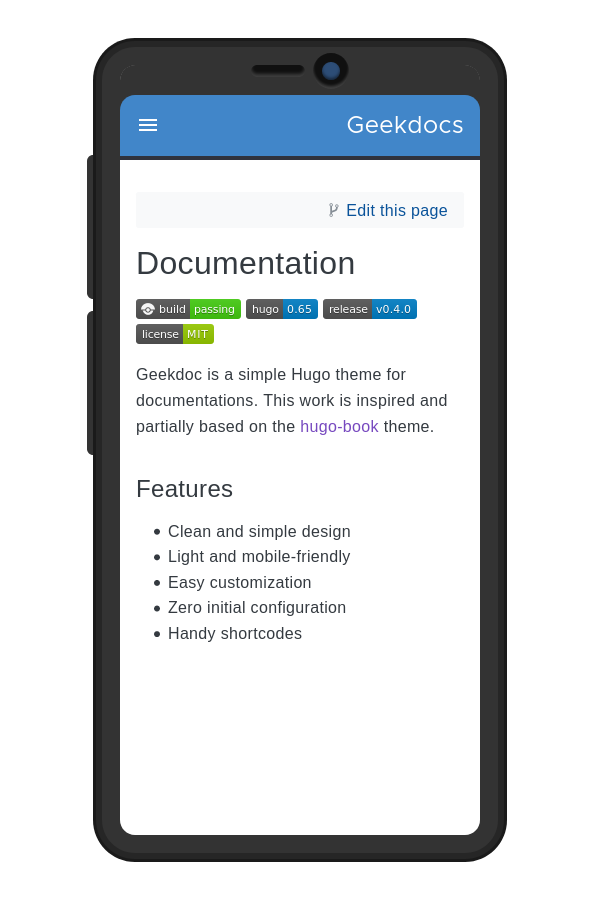 Geekdocs
Edit this page
Documentation
build passing hugo 0.65 release v0.4.0
license MIT
Geekdoc is a simple Hugo theme for
documentations. This work is inspired and
partially based on the hugo-book theme.
Features
Clean and simple design
Light and mobile-friendly
Easy customization
Zero initial configuration
Handy shortcodes